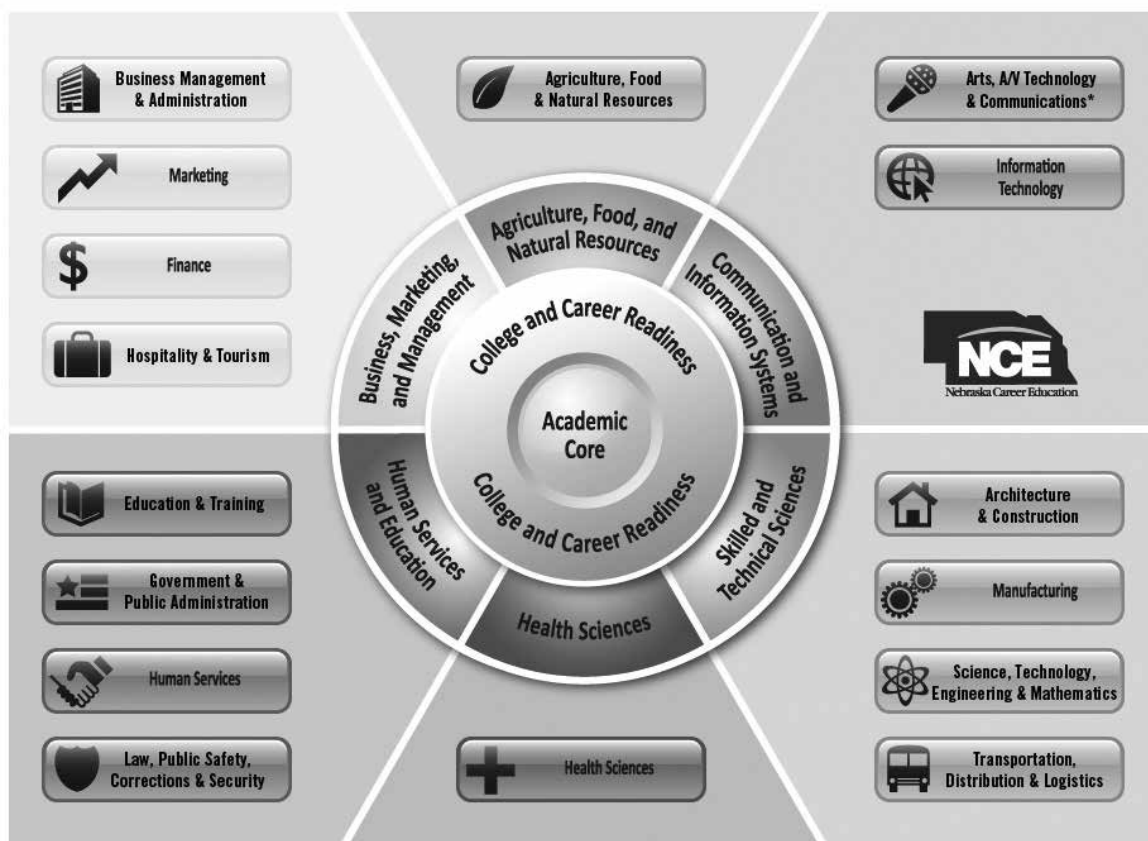 Business Management
& Administration
Marketing
Finance
Hospitality & Tourism
Agriculture, Food
& Natural Resources
Arts, A/V Technology
& Communications*
Information
Technology
NCE
Nebraska Career Education
Agriculture, Food, and
Natural Resources
Business, Marketing,
and Management
Communication and
Information Systems
College and Career Readiness
Academic
Core
College and Career Readiness
Human Services
and Education
Skilled and
Technical Sciences
Health Sciences
Education & Training
Government &
Public Administration
Human Services
Law, Public Safety,
Corrections & Security
Health Sciences
Architecture
& Construction
Manufacturing
Science, Technology,
Engineering & Mathematics
Transportation,
Distribution & Logistics